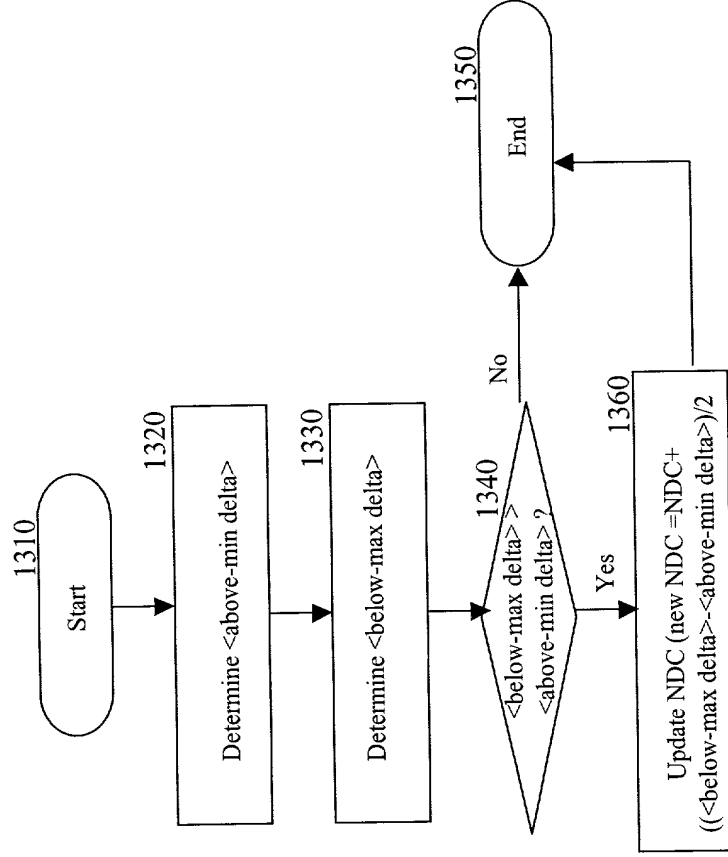 1310
Start
1320
Determine <above-min delta>
1330
Determine <below-max delta>
1340
<below-max delta> >
<above-min delta> ?
No
1350
End
Yes
1360
Update NDC (new NDC =NDC+
((<below-max delta>-<above-min delta>)/2